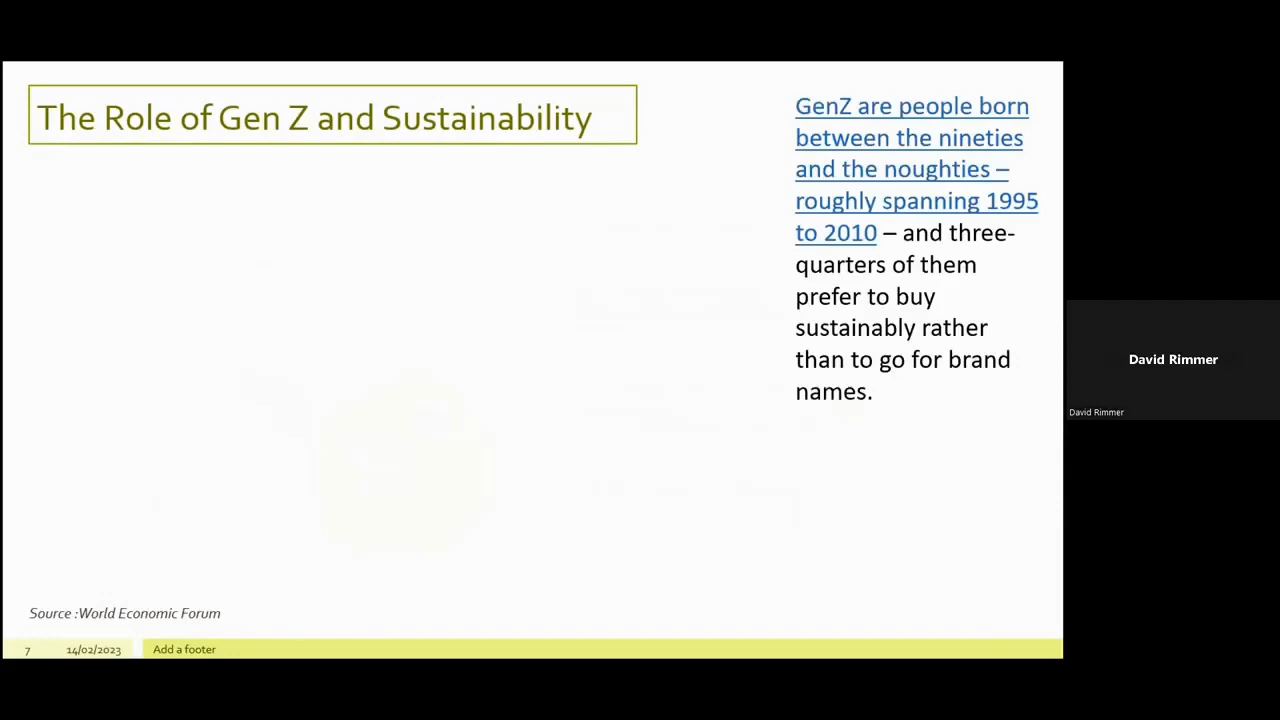 The Role of Gen Z and Sustainability
GenZ are people born
between the nineties
and the noughties –
roughly spanning 1995
to 2010 – and three-
quarters of them
prefer to buy
sustainably rather
than to go for brand
names.
David Rimmer
David Rimmer
Source :World Economic Forum
7 14/02/2023 Add a footer